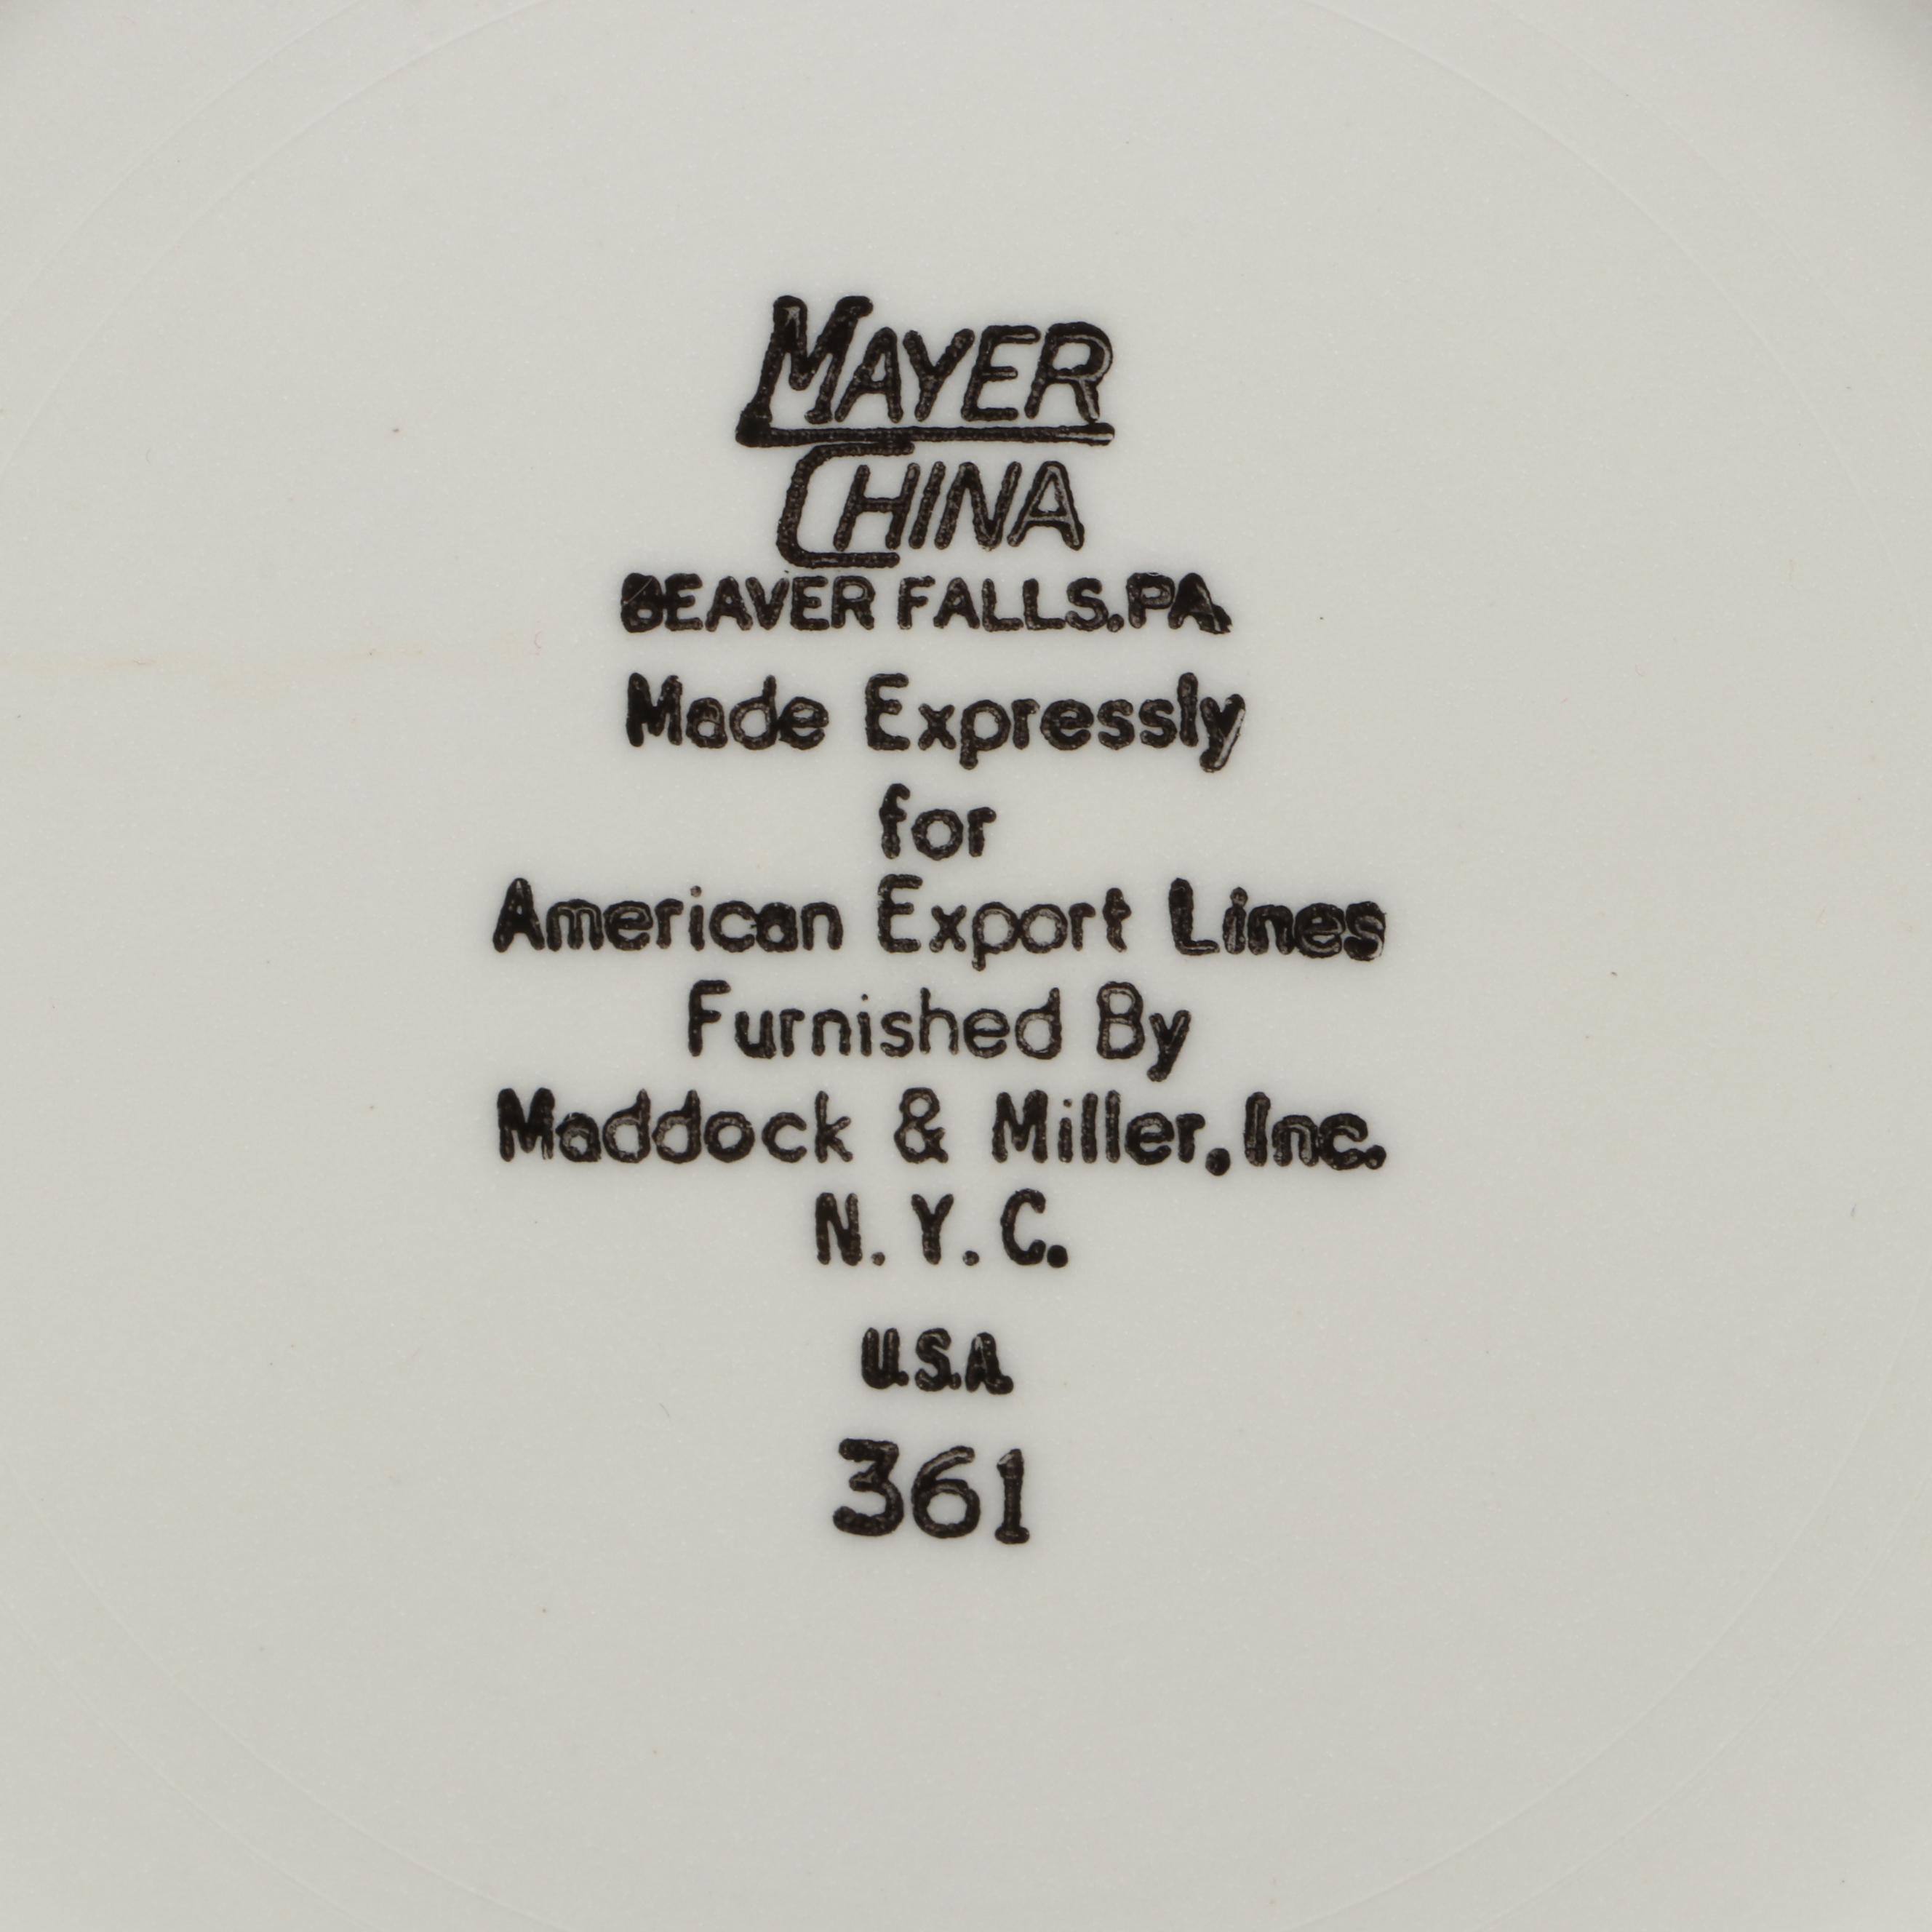 MAYER
CHINA
BEAVER FALLS.PA.
Made Expressly
for
American Export Lines
Furnished By
Maddock & Miller, Inc.
N. Y. C.
U.S.A.
361